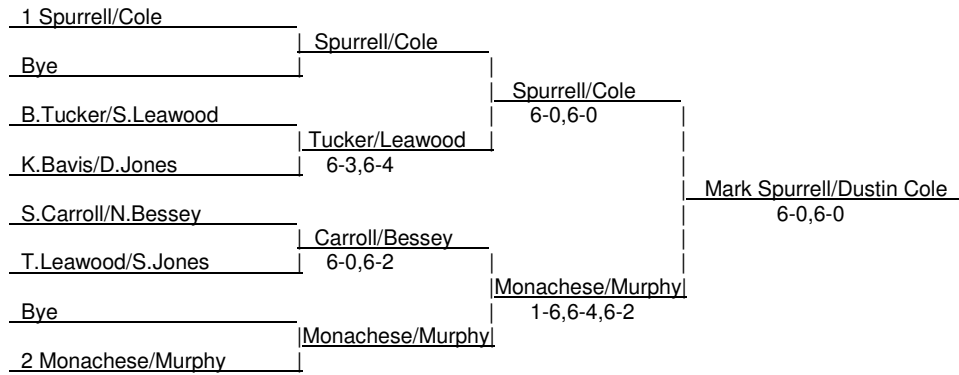 1 Spurrell/Cole
Spurrell/Cole
Bye
Spurrell/Cole
B.Tucker/S.Leawood
6-0,6-0
Tucker/Leawood
K.Bavis/D.Jones
6-3,6-4
Mark Spurrell/Dustin Cole
S.Carroll/N.Bessey
6-0,6-0
Carroll/Bessey
T.Leawood/S.Jones
6-0,6-2
Monachese/Murphy
Bye
1-6,6-4,6-2
Monachese/Murphy
2 Monachese/Murphy